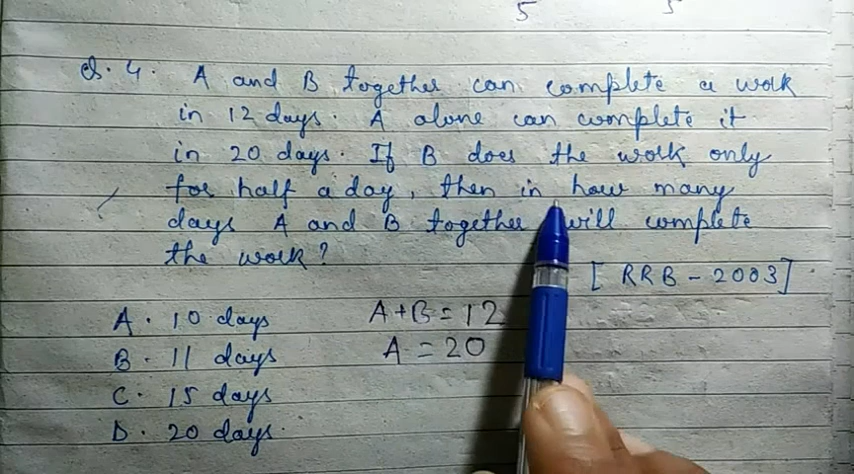 5 5
Q. 4. A and B together can complete a work
in 12 days. A alone can complete it
in 20 days. If B does the work only
for half a day, then in how many
days A and B together will complete
the work?
[RRB - 2003]
A. 10 days A+B = 12
B. 11 days A = 20
C. 15 days
D. 20 days.